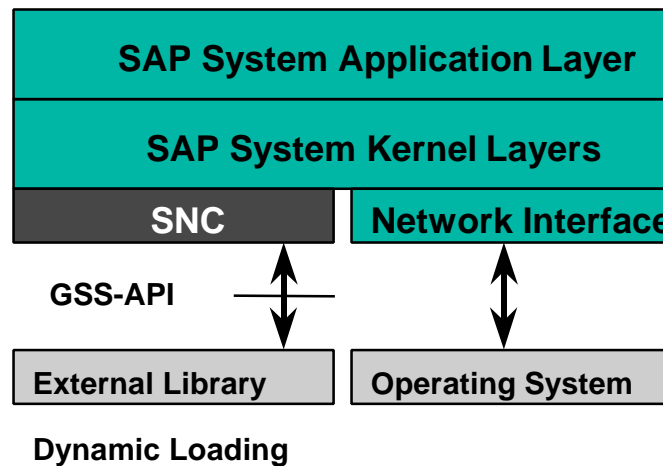 SAP System Application Layer
SAP System Kernel Layers
SNC
Network Interface
GSS-API
External Library
Operating System
Dynamic Loading